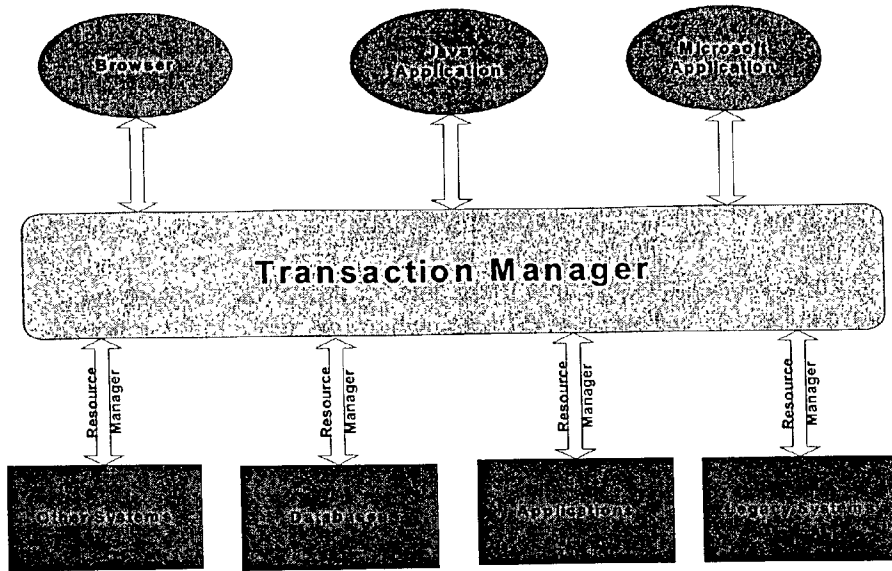 Browser
Java
Application
Microsoft
Application
Transaction Manager
Resource
Manager
Resource
Manager
Resource
Manager
Resource
Manager
Other Systems
Databases
Applications
Legacy Systems